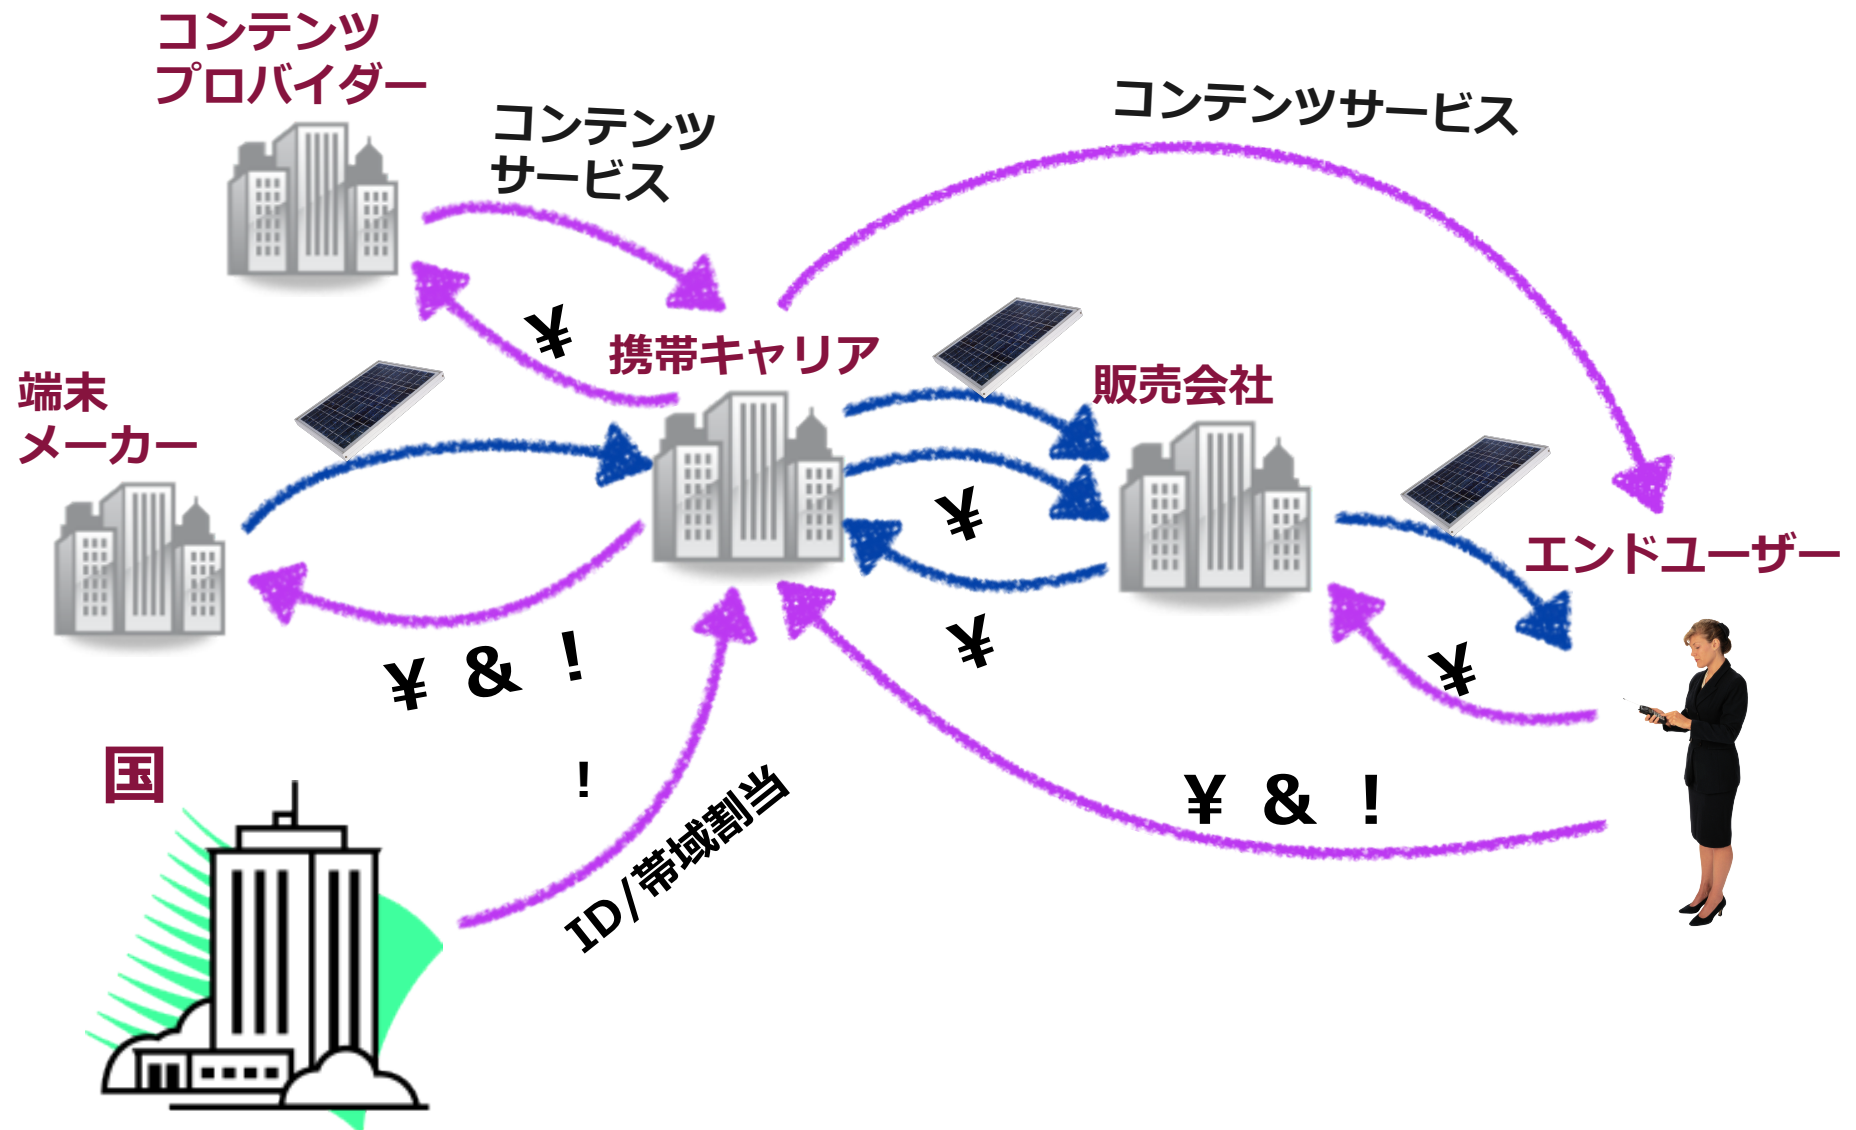 コンテンツ
プロバイダー
コンテンツ
サービス
コンテンツサービス
¥
携帯キャリア
販売会社
端末
メーカー
¥
エンドユーザー
¥
¥
¥ & !
国
!
ID/帯域割当
¥ & !